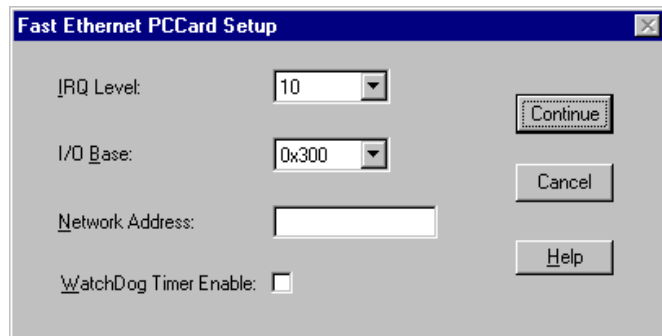 Fast Ethernet PCCard Setup
IRQ Level: 10
Continue
I/O Base: 0x300
Cancel
Network Address:
Help
WatchDog Timer Enable: